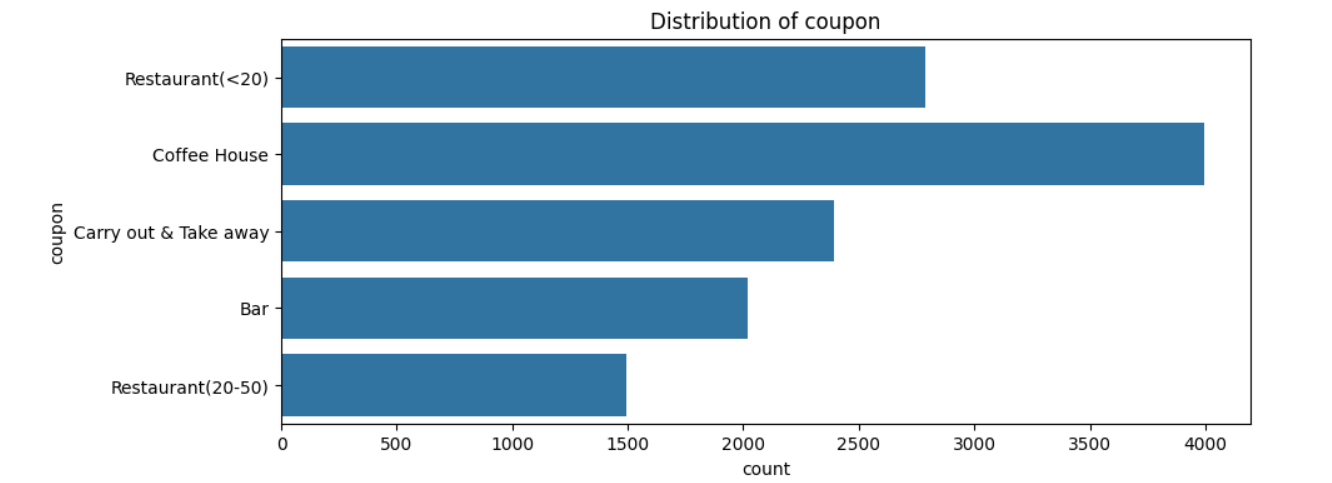 Distribution of coupon
Restaurant(<20)
Coffee House
Carry out & Take away
Bar
Restaurant(20-50)
coupon
0 500 1000 1500 2000 2500 3000 3500 4000
count